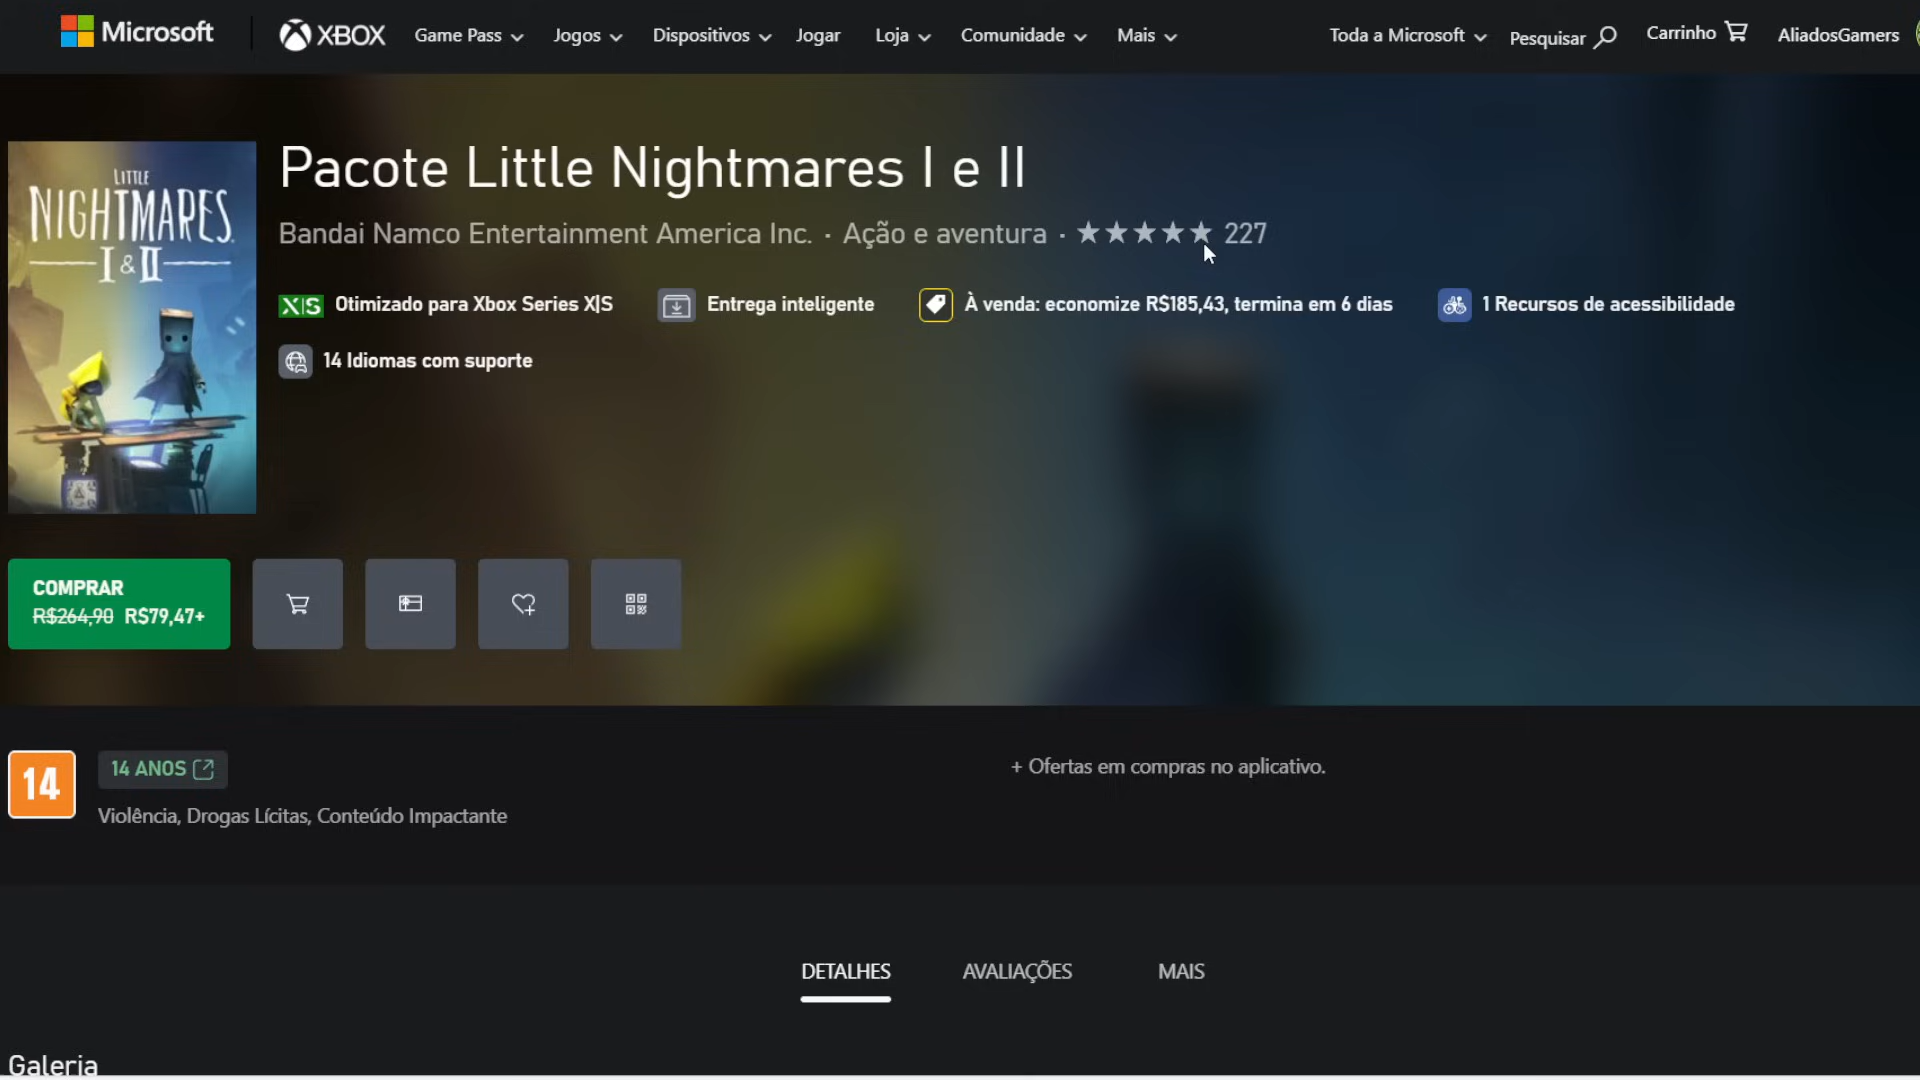 Microsoft
XBOX
Game Pass
Jogos
Dispositivos
Jogar
Loja
Comunidade
Mais
Toda a Microsoft
Pesquisar
Carrinho
AliadosGamers
LITTLE
NIGHTMARES
I & II
Pacote Little Nightmares I e II
Bandai Namco Entertainment America Inc. · Ação e aventura · ★★★★★ 227
X|S Otimizado para Xbox Series X|S
Entrega inteligente
À venda: economize R$185,43, termina em 6 dias
1 Recursos de acessibilidade
14 Idiomas com suporte
COMPRAR
R$264,90 R$79,47+
14
14 ANOS
Violência, Drogas Lícitas, Conteúdo Impactante
+ Ofertas em compras no aplicativo.
DETALHES
AVALIAÇÕES
MAIS
Galeria